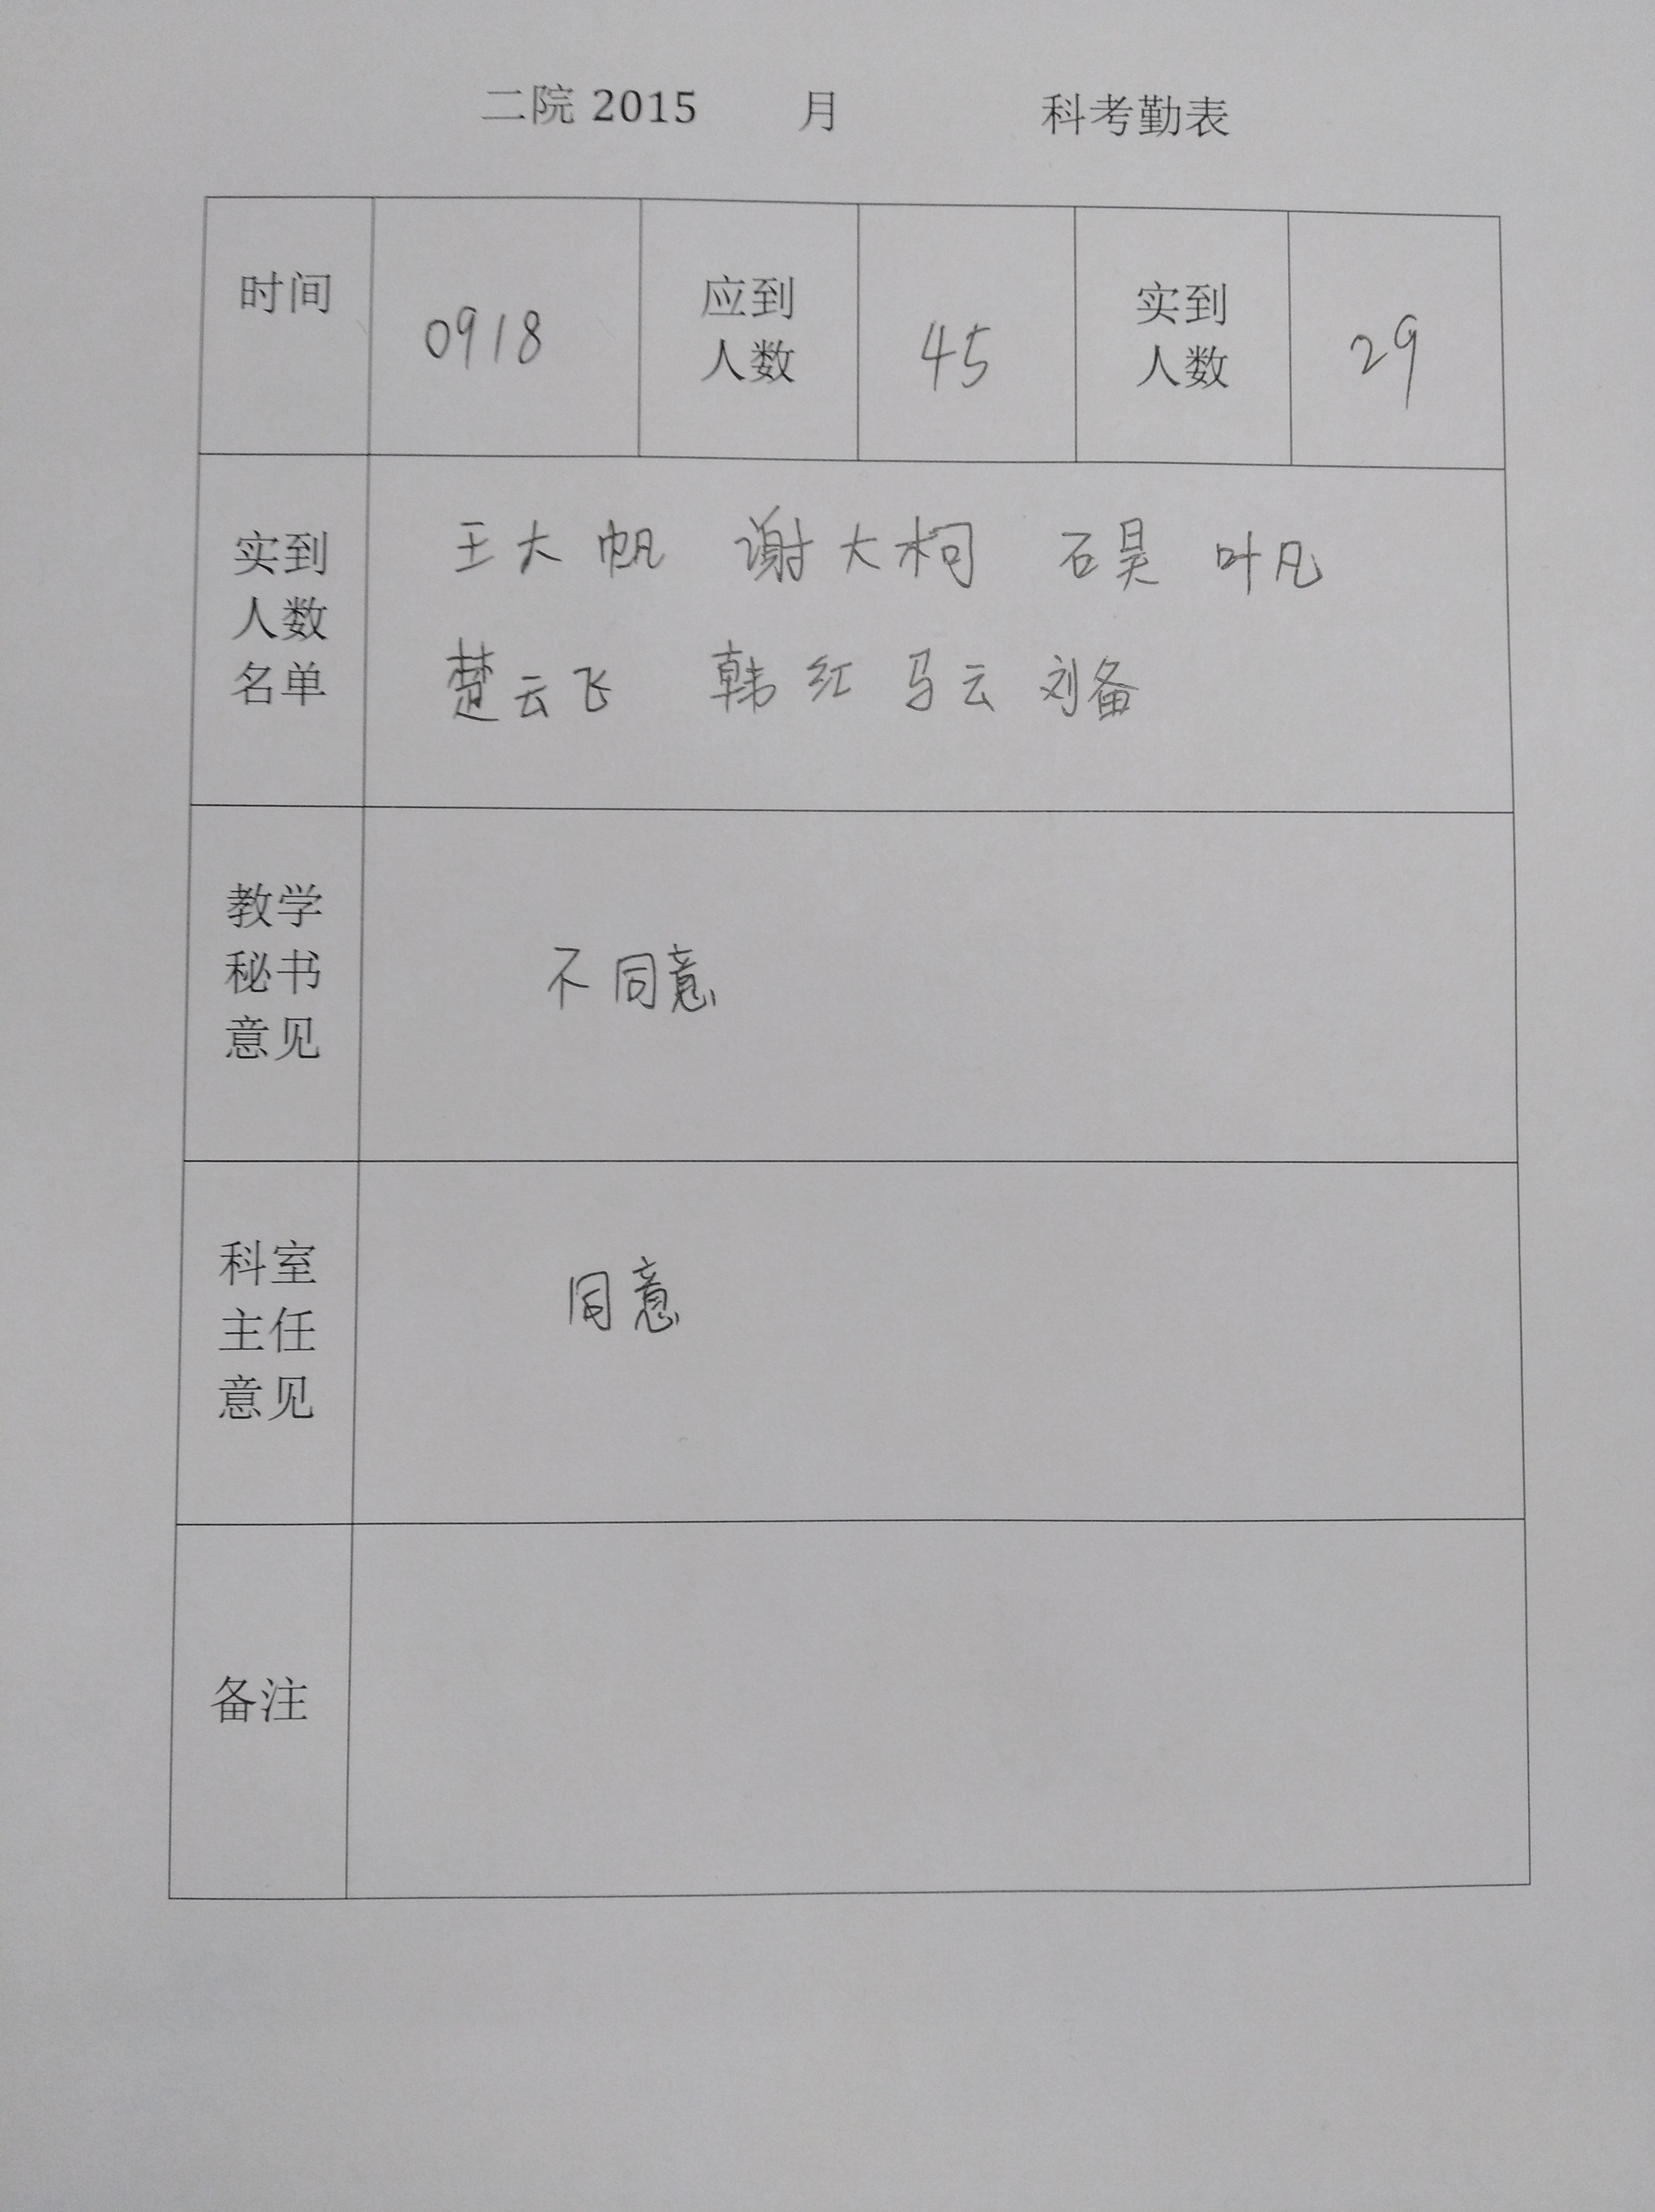 二院 2015 月 科考勤表
时间 0918 应到人数 45 实到人数 29
实到人数名单
王大帆 谢大柯 石昊 叶凡
楚云飞 韩红 马云 刘备
教学秘书意见
不同意
科室主任意见
同意
备注